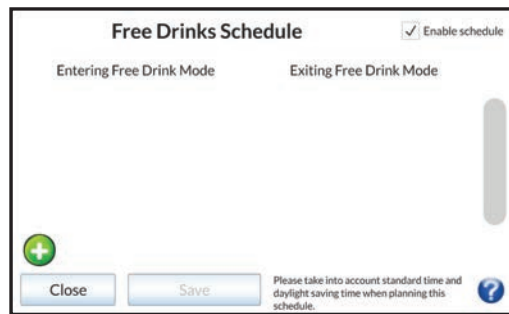 Free Drinks Schedule
Enable schedule
Entering Free Drink Mode
Exiting Free Drink Mode
Close
Save
Please take into account standard time and
daylight saving time when planning this
schedule.
?